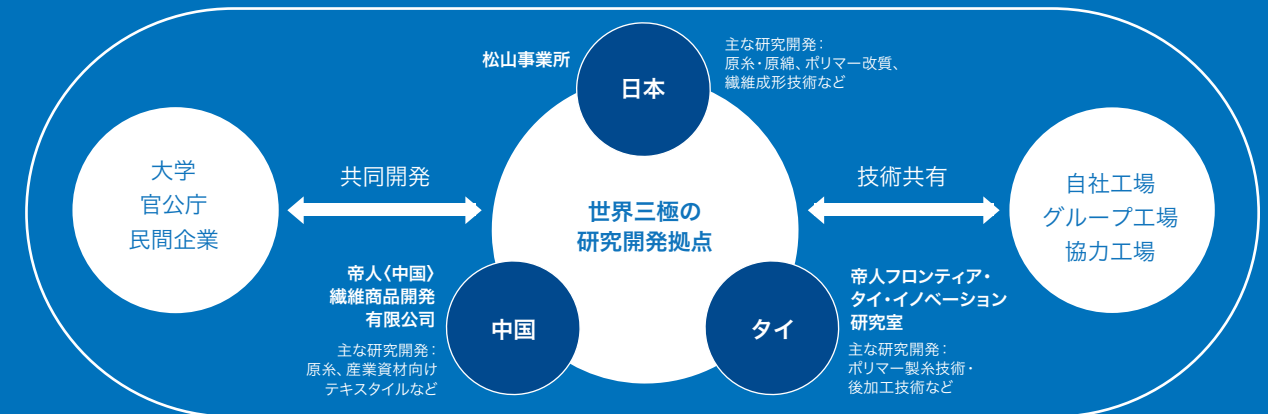 松山事業所
日本
主な研究開発：
原糸・原綿、ポリマー改質、
繊維成形技術など
大学
官公庁
民間企業
共同開発
世界三極の
研究開発拠点
技術共有
自社工場
グループ工場
協力工場
帝人〈中国〉
繊維商品開発
有限公司
中国
主な研究開発：
原糸、産業資材向け
テキスタイルなど
タイ
帝人フロンティア・
タイ・イノベーション
研究室
主な研究開発：
ポリマー製糸技術・
後加工技術など